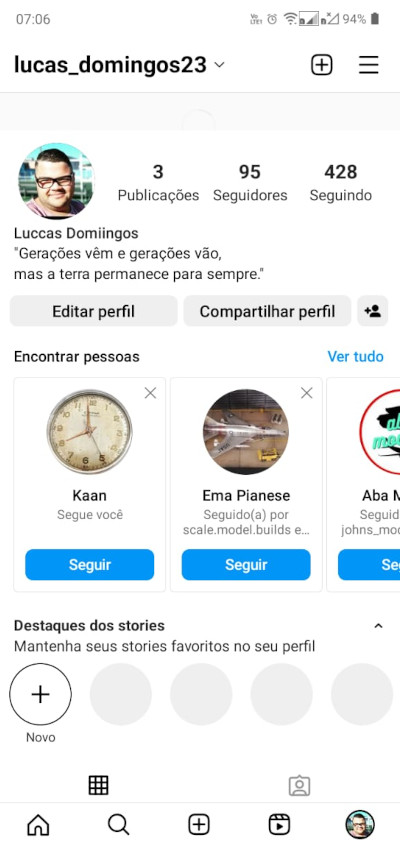 07:06
94%
lucas_domingos23
3
95
428
Publicações
Seguidores
Seguindo
Luccas Domiingos
"Gerações vêm e gerações vão,
mas a terra permanece para sempre."
Editar perfil
Compartilhar perfil
Encontrar pessoas
Ver tudo
Kaan
Segue você
Seguir
Ema Pianese
Seguido(a) por
scale.model.builds e...
Seguir
Aba M
Seguid
johns_mod
Se
Destaques dos stories
Mantenha seus stories favoritos no seu perfil
Novo